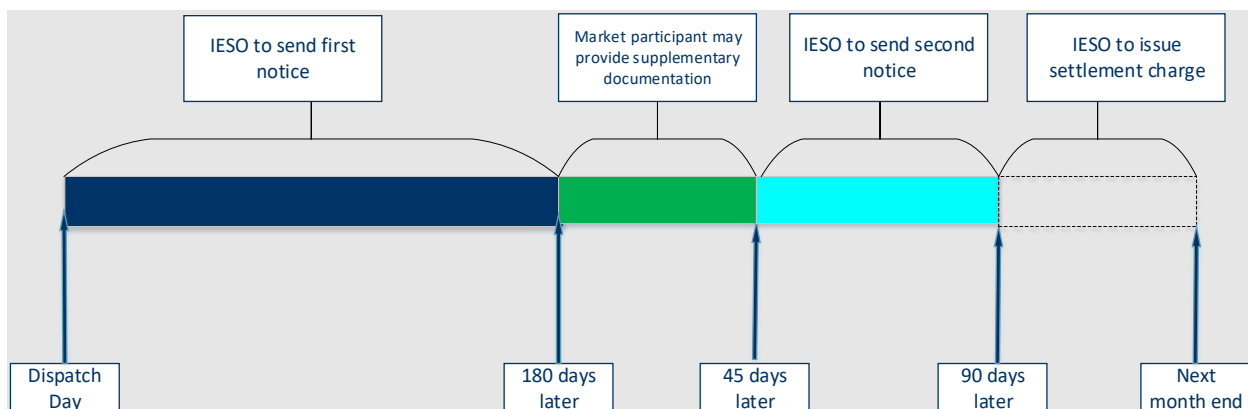 IESO to send first
notice
Market participant may
provide supplementary
documentation
IESO to send second
notice
IESO to issue
settlement charge
Dispatch
Day
180 days
later
45 days
later
90 days
later
Next
month end